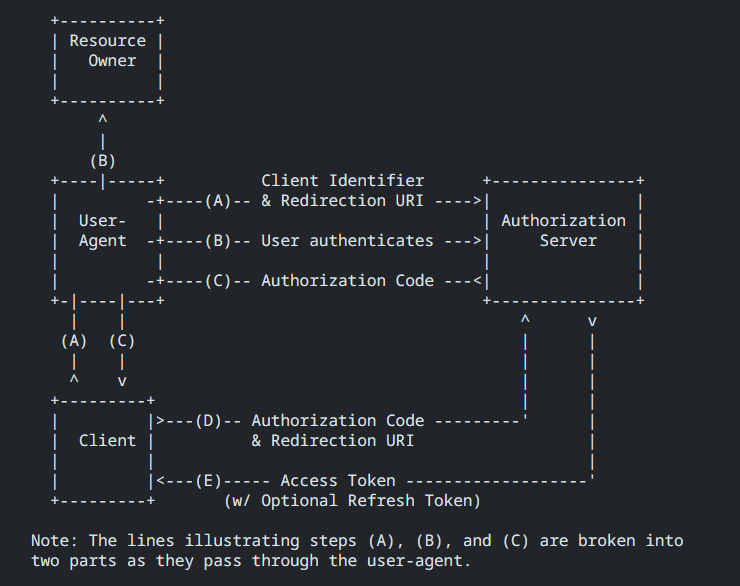 +----------+
| Resource |
|   Owner  |
|          |
+----------+
     ^
     |
    (B)
+----|-----+          Client Identifier      +---------------+
|         -+----(A)-- & Redirection URI ---->|               |
|  User-   |                                 | Authorization |
|  Agent  -+----(B)-- User authenticates --->|     Server    |
|          |                                 |               |
|         -+----(C)-- Authorization Code ---<|               |
+-|----|---+                                 +---------------+
  |    |                                         ^      v
 (A)  (C)                                        |      |
  |    |                                         |      |
  ^    v                                         |      |
+---------+                                      |      |
|         |>---(D)-- Authorization Code ---------'      |
|  Client |          & Redirection URI                  |
|         |                                             |
|         |<---(E)----- Access Token -------------------'
+---------+       (w/ Optional Refresh Token)
Note: The lines illustrating steps (A), (B), and (C) are broken into
two parts as they pass through the user-agent.